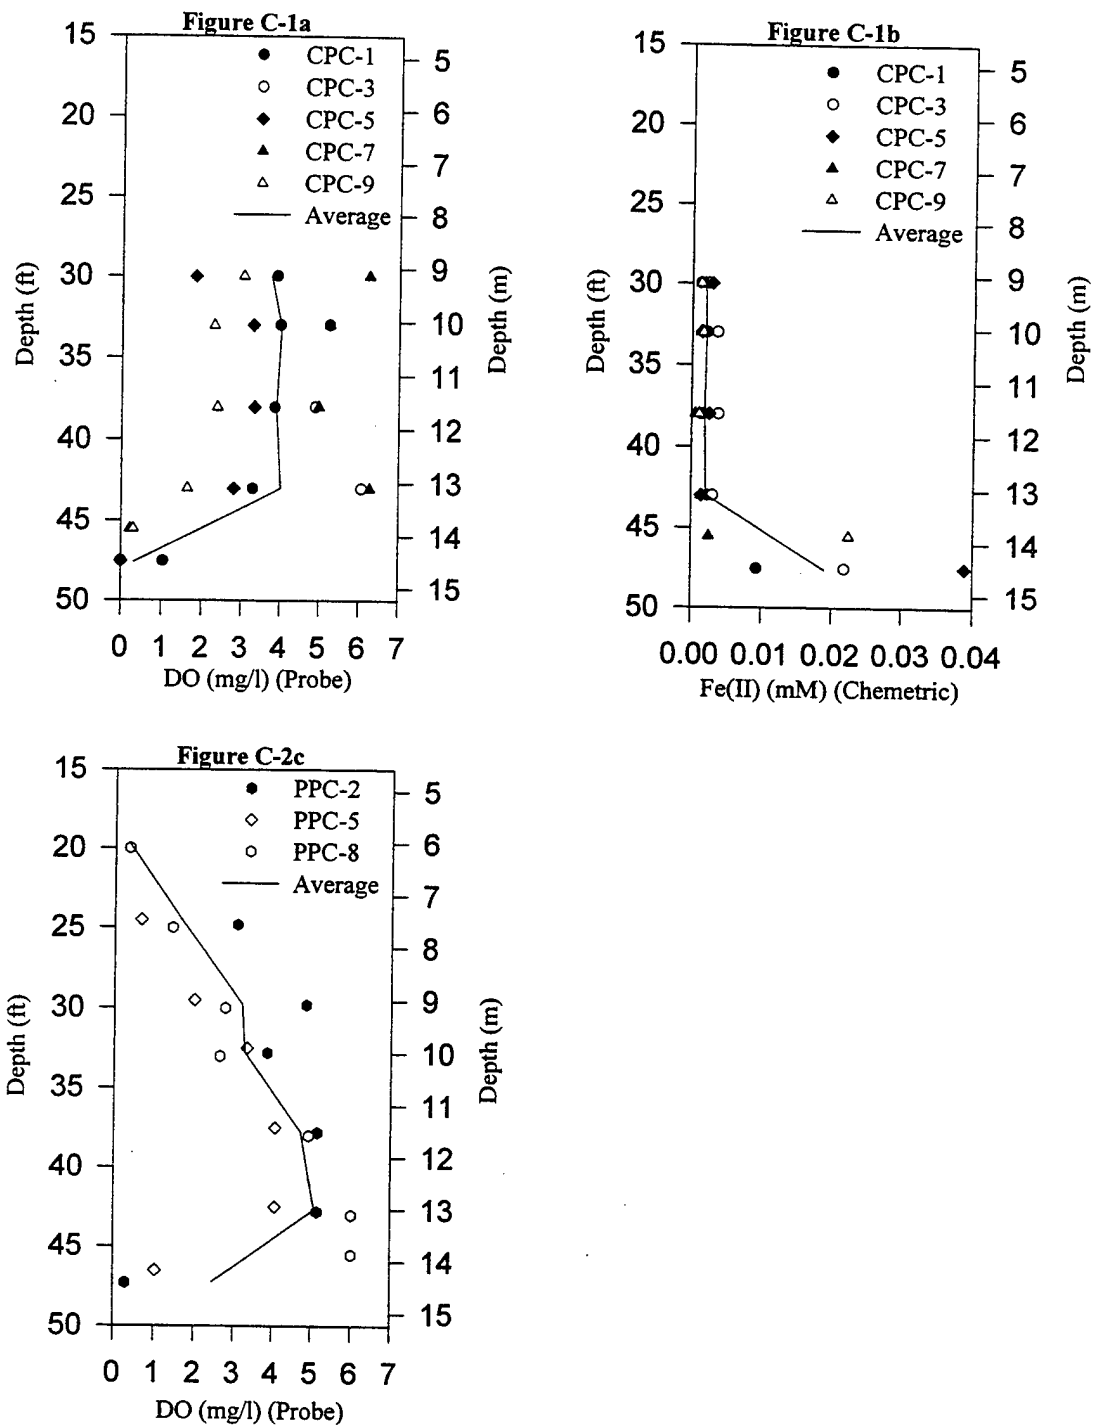 Figure C-1a
15
20
25
30
35
40
45
50
Depth (ft)
CPC-1
CPC-3
CPC-5
CPC-7
CPC-9
Average
5
6
7
8
9
10
11
12
13
14
15
Depth (m)
0 1 2 3 4 5 6 7
DO (mg/l) (Probe)
Figure C-1b
15
20
25
30
35
40
45
50
Depth (ft)
CPC-1
CPC-3
CPC-5
CPC-7
CPC-9
Average
5
6
7
8
9
10
11
12
13
14
15
Depth (m)
0.00 0.01 0.02 0.03 0.04
Fe(II) (mM) (Chemetric)
Figure C-2c
15
20
25
30
35
40
45
50
Depth (ft)
PPC-2
PPC-5
PPC-8
Average
5
6
7
8
9
10
11
12
13
14
15
Depth (m)
0 1 2 3 4 5 6 7
DO (mg/l) (Probe)